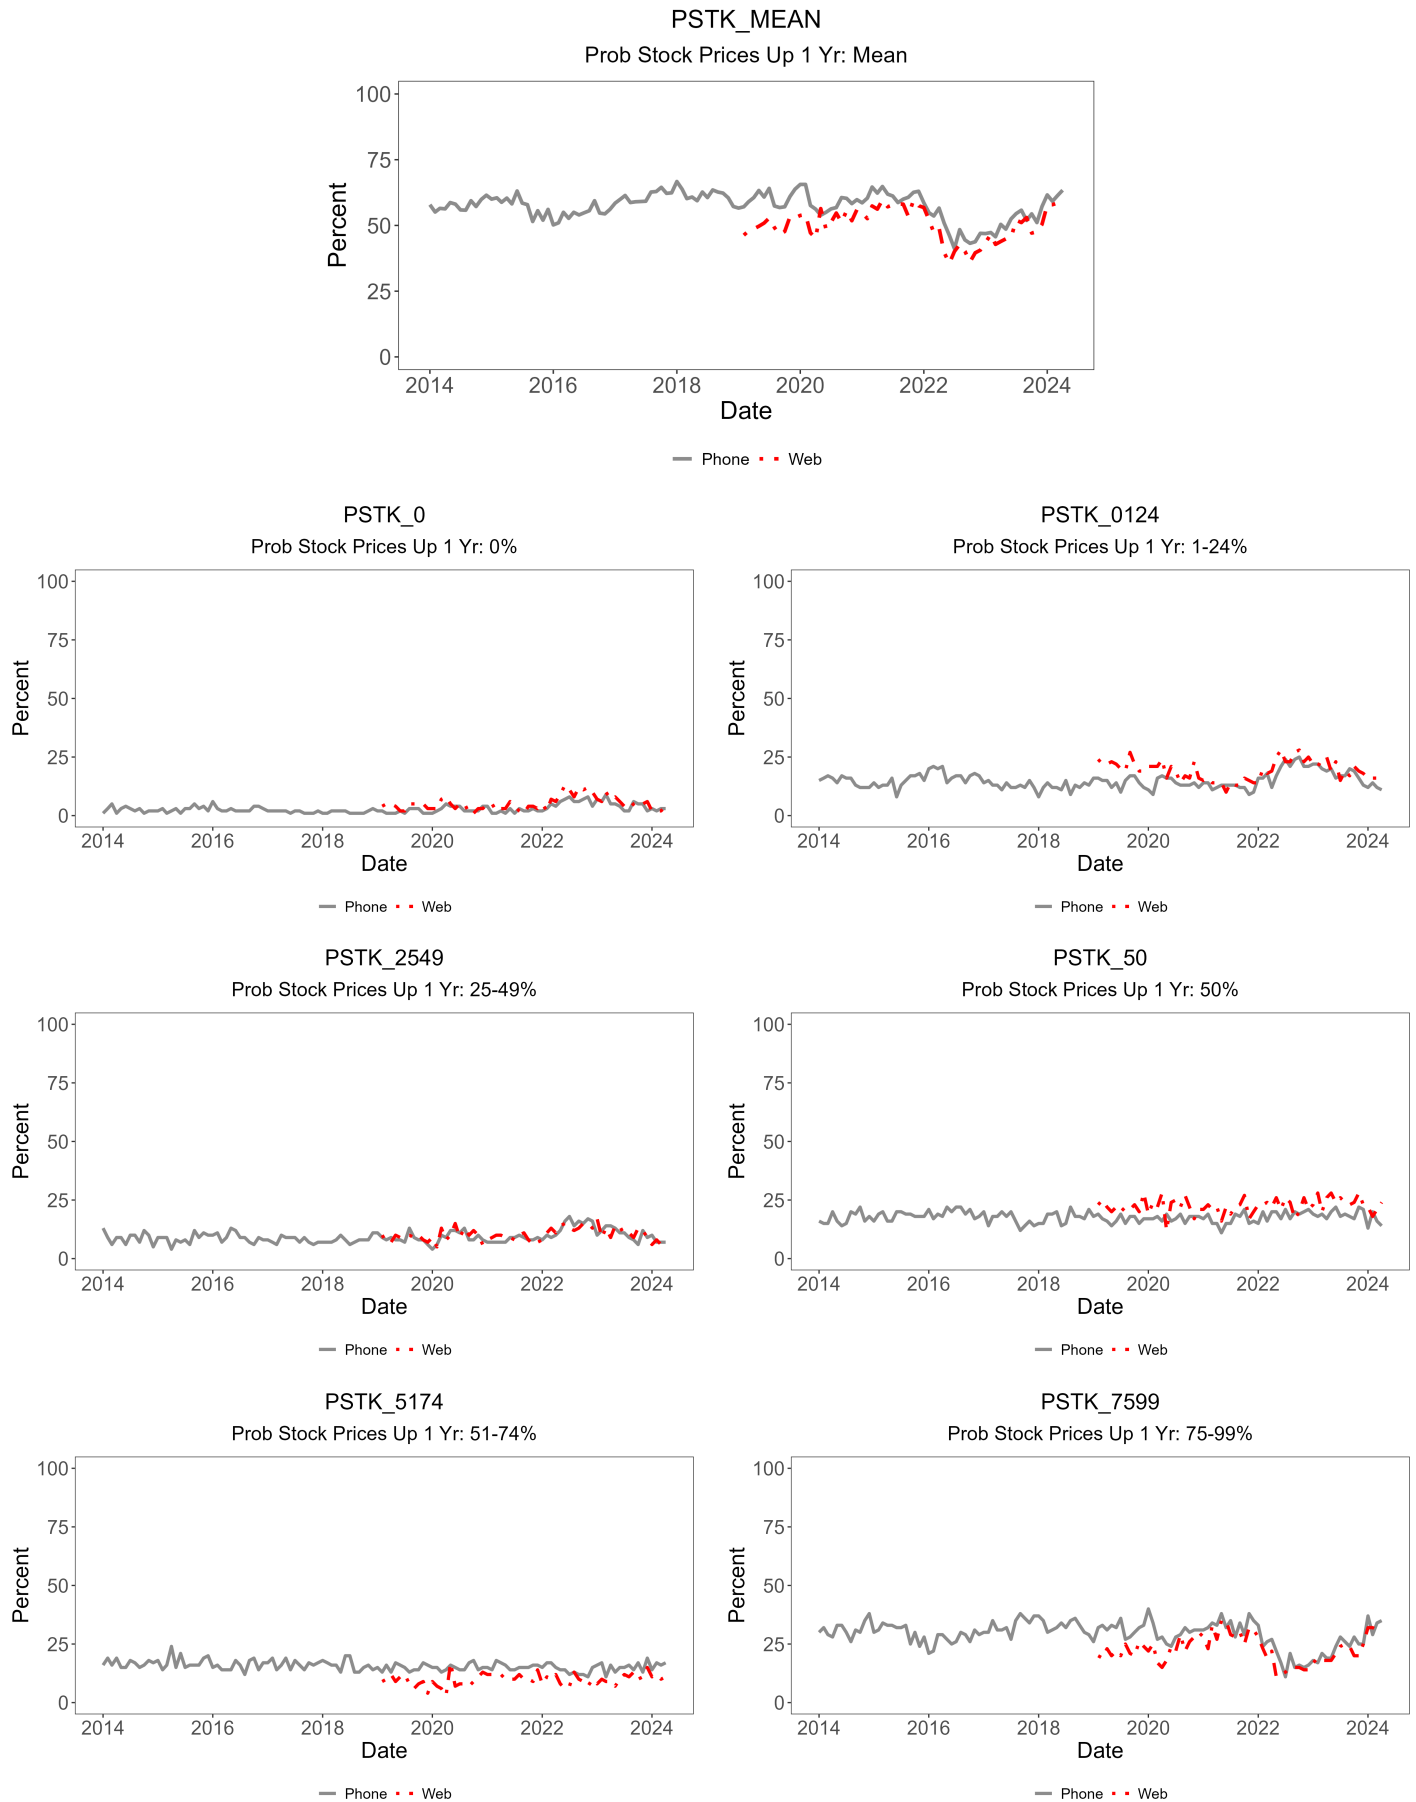 PSTK_MEAN
Prob Stock Prices Up 1 Yr: Mean
100
75
50
25
0
Percent
2014 2016 2018 2020 2022 2024
Date
Phone Web
PSTK_0
Prob Stock Prices Up 1 Yr: 0%
100
75
50
25
0
Percent
2014 2016 2018 2020 2022 2024
Date
Phone Web
PSTK_0124
Prob Stock Prices Up 1 Yr: 1-24%
100
75
50
25
0
Percent
2014 2016 2018 2020 2022 2024
Date
Phone Web
PSTK_2549
Prob Stock Prices Up 1 Yr: 25-49%
100
75
50
25
0
Percent
2014 2016 2018 2020 2022 2024
Date
Phone Web
PSTK_50
Prob Stock Prices Up 1 Yr: 50%
100
75
50
25
0
Percent
2014 2016 2018 2020 2022 2024
Date
Phone Web
PSTK_5174
Prob Stock Prices Up 1 Yr: 51-74%
100
75
50
25
0
Percent
2014 2016 2018 2020 2022 2024
Date
Phone Web
PSTK_7599
Prob Stock Prices Up 1 Yr: 75-99%
100
75
50
25
0
Percent
2014 2016 2018 2020 2022 2024
Date
Phone Web